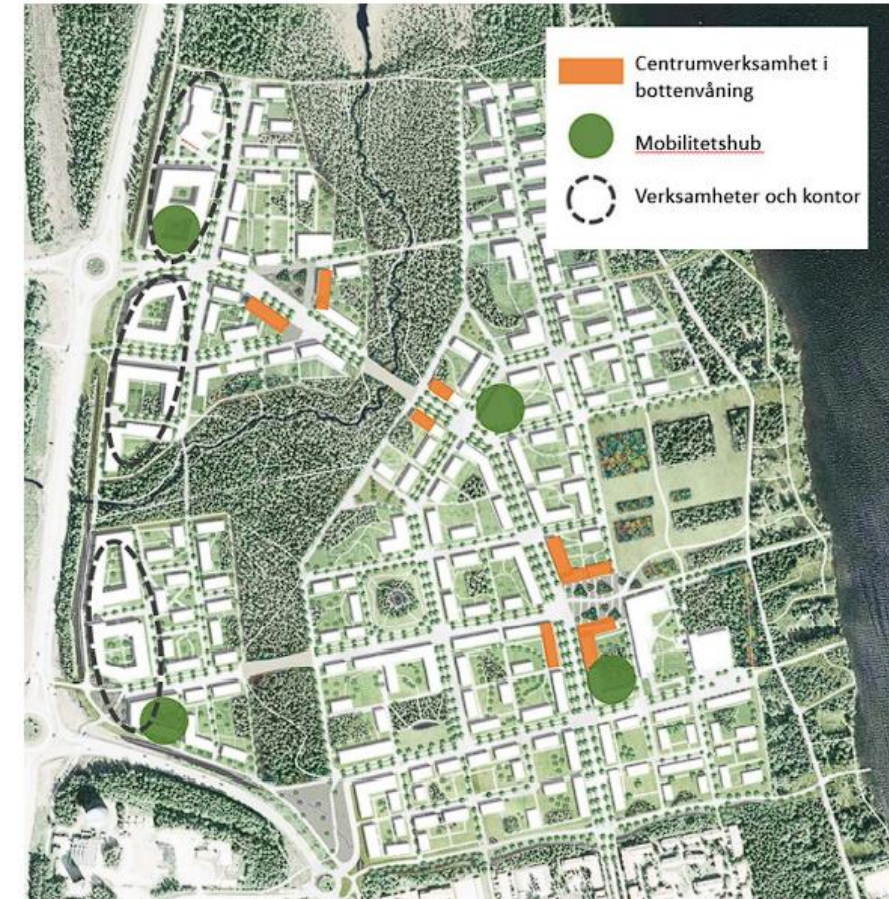 Centrumverksamhet i
bottenvåning
Mobilitetshub
Verksamheter och kontor